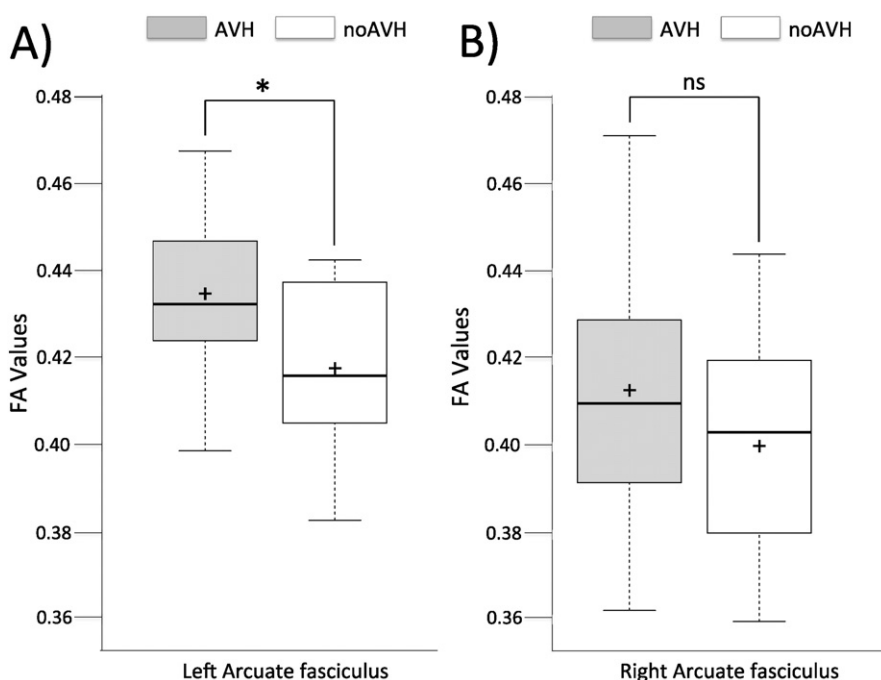 A)
AVH
noAVH
*
0.48
0.46
0.44
0.42
0.40
0.38
0.36
FA Values
Left Arcuate fasciculus
B)
AVH
noAVH
ns
0.48
0.46
0.44
0.42
0.40
0.38
0.36
FA Values
Right Arcuate fasciculus